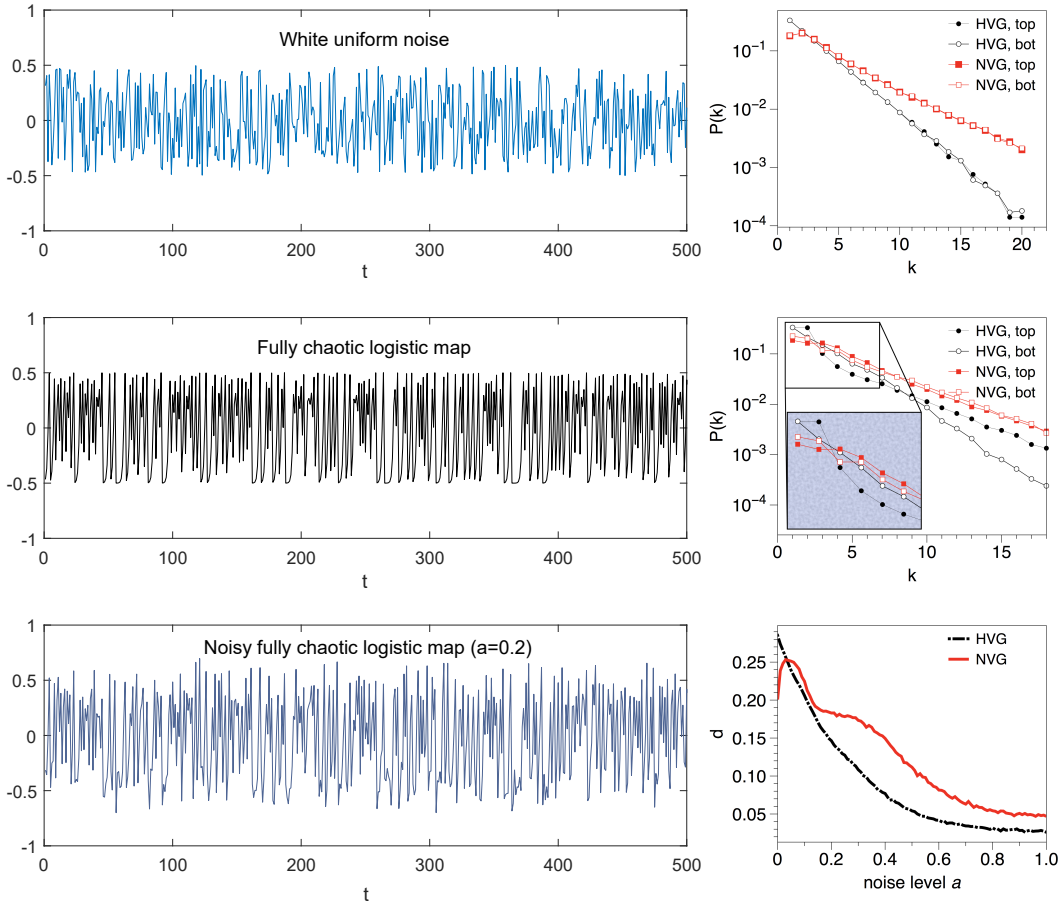 White uniform noise
1
0.5
0
-0.5
-1
0 100 200 300 400 500
t
HVG, top
HVG, bot
NVG, top
NVG, bot
P(k)
10⁻¹
10⁻²
10⁻³
10⁻⁴
0 5 10 15 20
k
Fully chaotic logistic map
1
0.5
0
-0.5
-1
0 100 200 300 400 500
t
HVG, top
HVG, bot
NVG, top
NVG, bot
P(k)
10⁻¹
10⁻²
10⁻³
10⁻⁴
0 5 10 15
k
Noisy fully chaotic logistic map (a=0.2)
1
0.5
0
-0.5
-1
0 100 200 300 400 500
t
HVG
NVG
d
0.25
0.20
0.15
0.10
0.05
0 0.2 0.4 0.6 0.8 1.0
noise level a